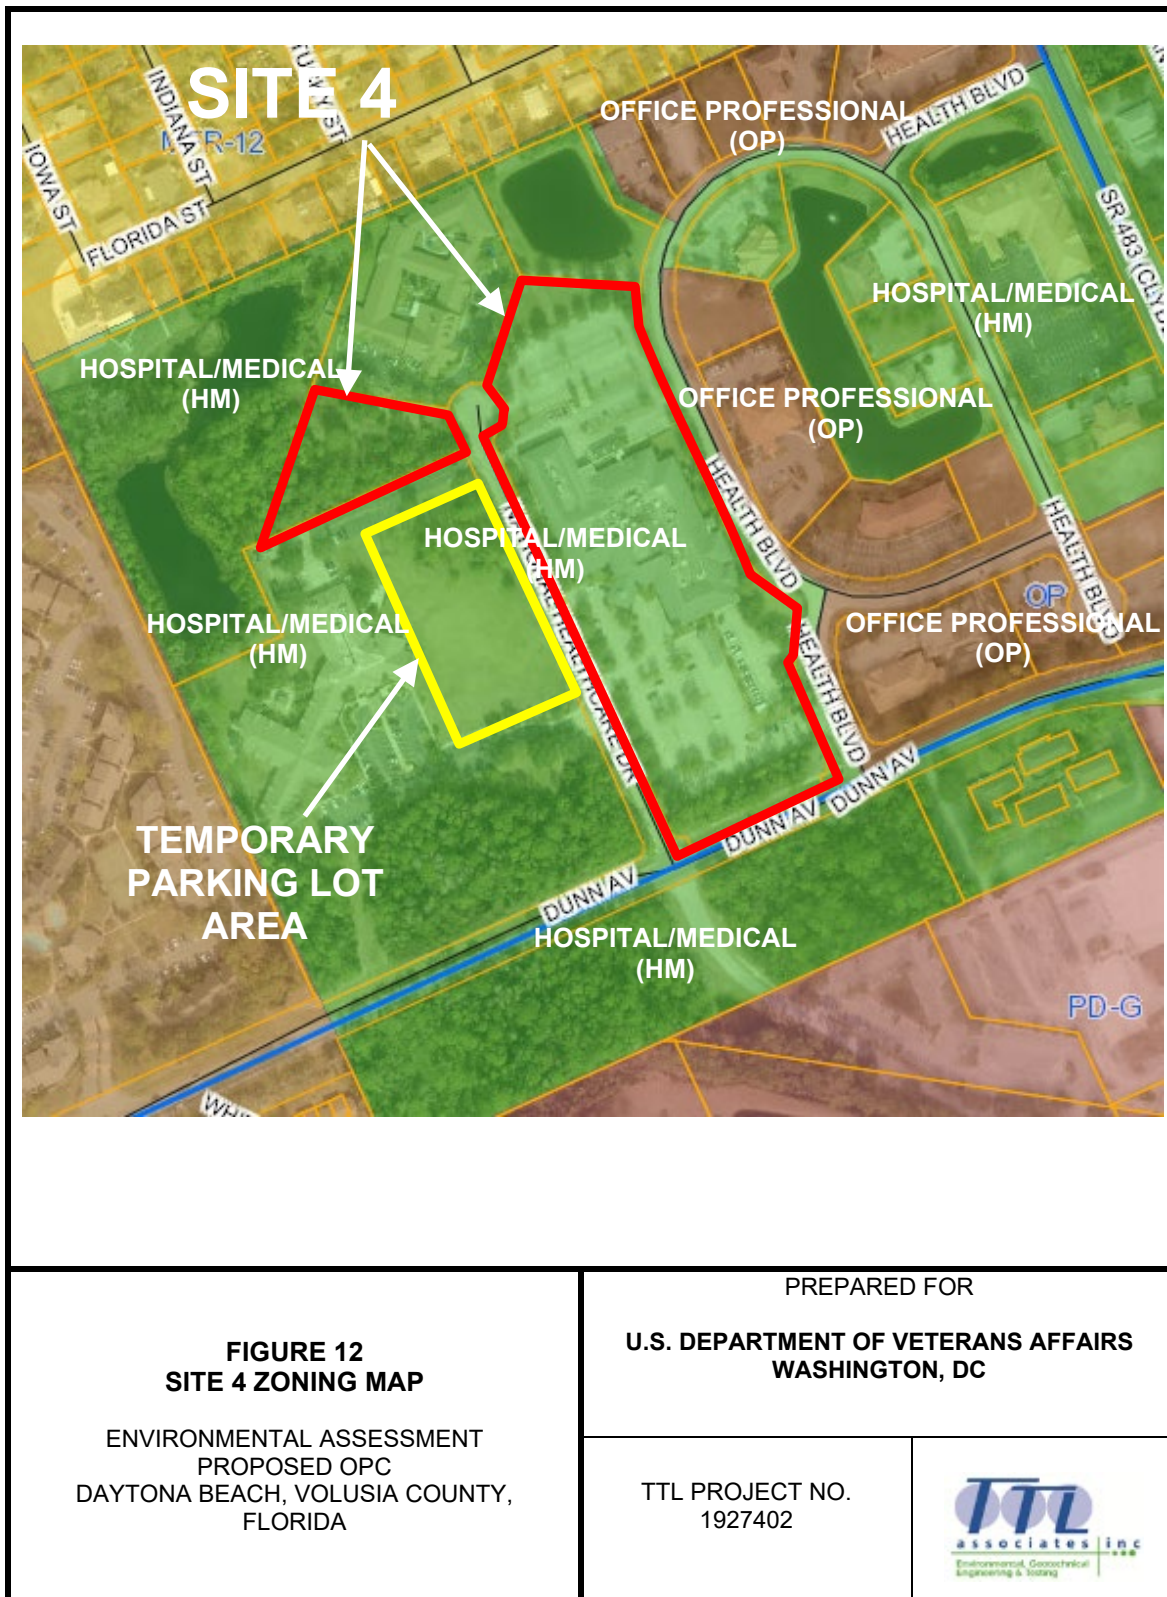 SITE 4
INDIANA ST
IOWA ST
FLORIDA ST
OFFICE PROFESSIONAL
(OP)
HEALTH BLVD
HOSPITAL/MEDICAL
(HM)
HOSPITAL/MEDICAL
(HM)
OFFICE PROFESSIONAL
(OP)
HEALTH BLVD
HEALTH BLVD
HOSPITAL/MEDICAL
(HM)
OP
OFFICE PROFESSIONAL
(OP)
HOSPITAL/MEDICAL
(HM)
HEALTH BLVD
TEMPORARY
PARKING LOT
AREA
DUNN AV
DUNN AV
DUNN AV
HOSPITAL/MEDICAL
(HM)
PD-G
FIGURE 12
SITE 4 ZONING MAP
ENVIRONMENTAL ASSESSMENT
PROPOSED OPC
DAYTONA BEACH, VOLUSIA COUNTY,
FLORIDA
PREPARED FOR
U.S. DEPARTMENT OF VETERANS AFFAIRS
WASHINGTON, DC
TTL PROJECT NO.
1927402
TTL
associates inc
Environmental, Geotechnical
Engineering & Testing